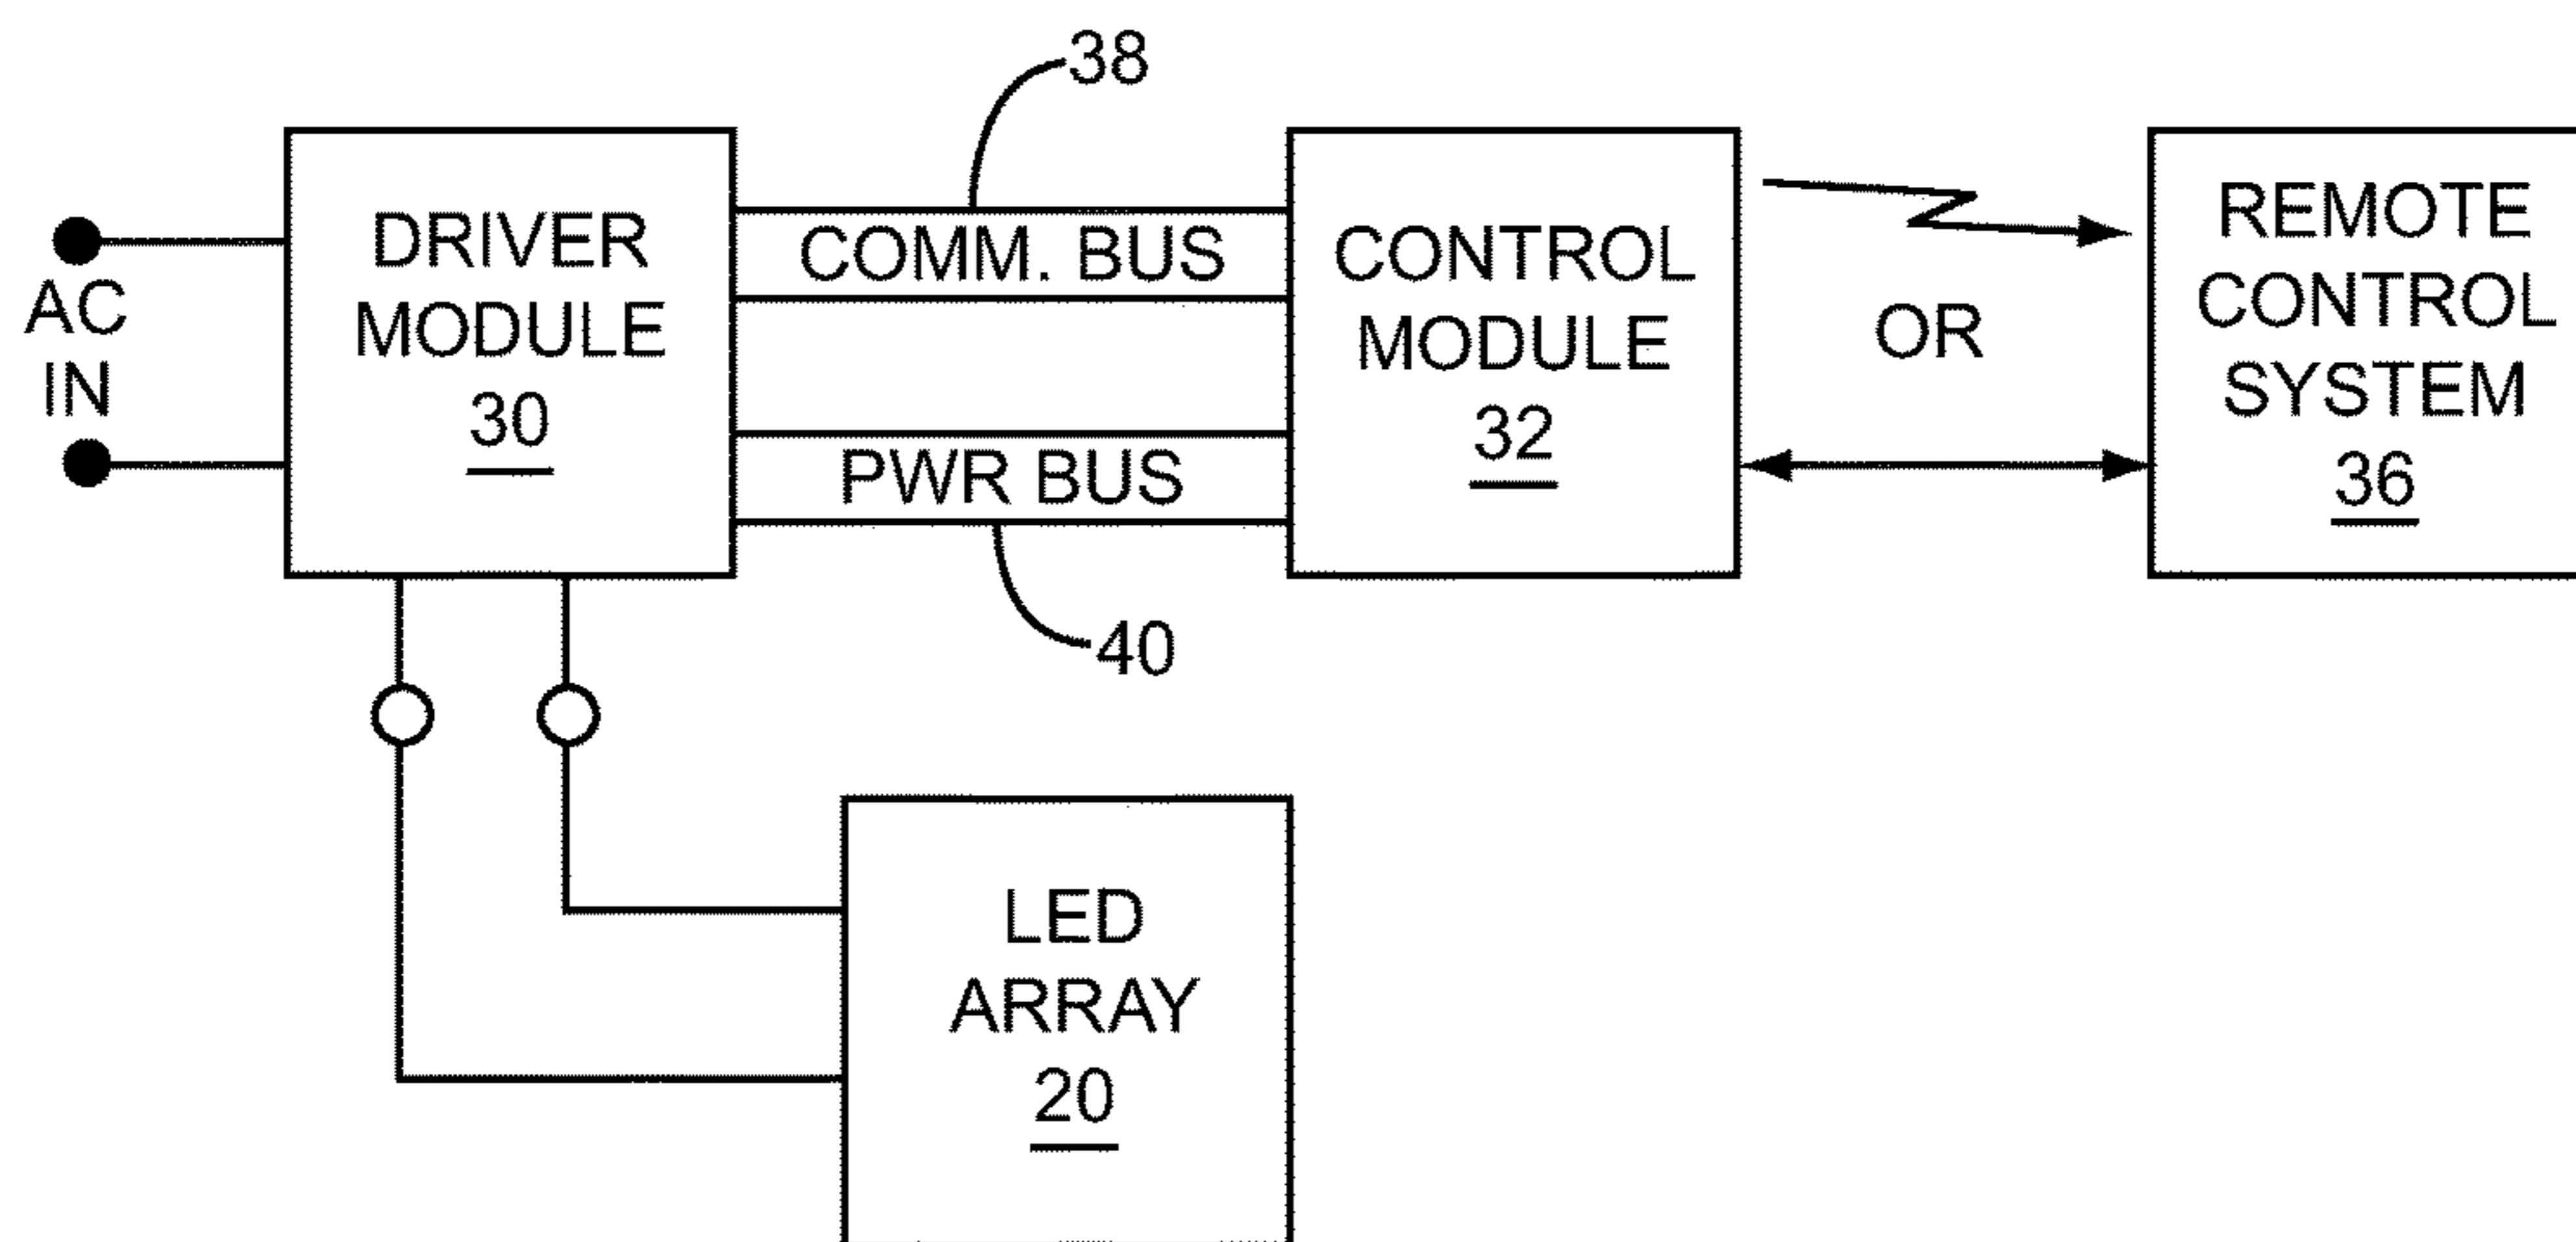 38
AC
IN
DRIVER
MODULE
30
COMM. BUS
PWR BUS
40
CONTROL
MODULE
32
OR
REMOTE
CONTROL
SYSTEM
36
LED
ARRAY
20